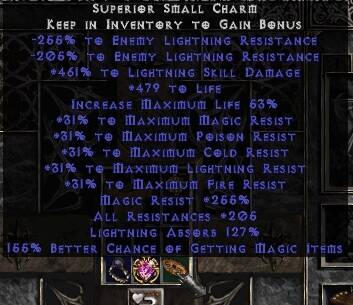 Superior Small Charm
Keep in Inventory to Gain Bonus
-255% to Enemy Lightning Resistance
-205% to Enemy Lightning Resistance
+461% to Lightning Skill Damage
+479 to Life
Increase Maximum Life 53%
+31% to Maximum Magic Resist
+31% to Maximum Poison Resist
+31% to Maximum Cold Resist
+31% to Maximum Lightning Resist
+31% to Maximum Fire Resist
Magic Resist +255%
All Resistances +205
Lightning Absorb 127%
155% Better Chance of Getting Magic Items